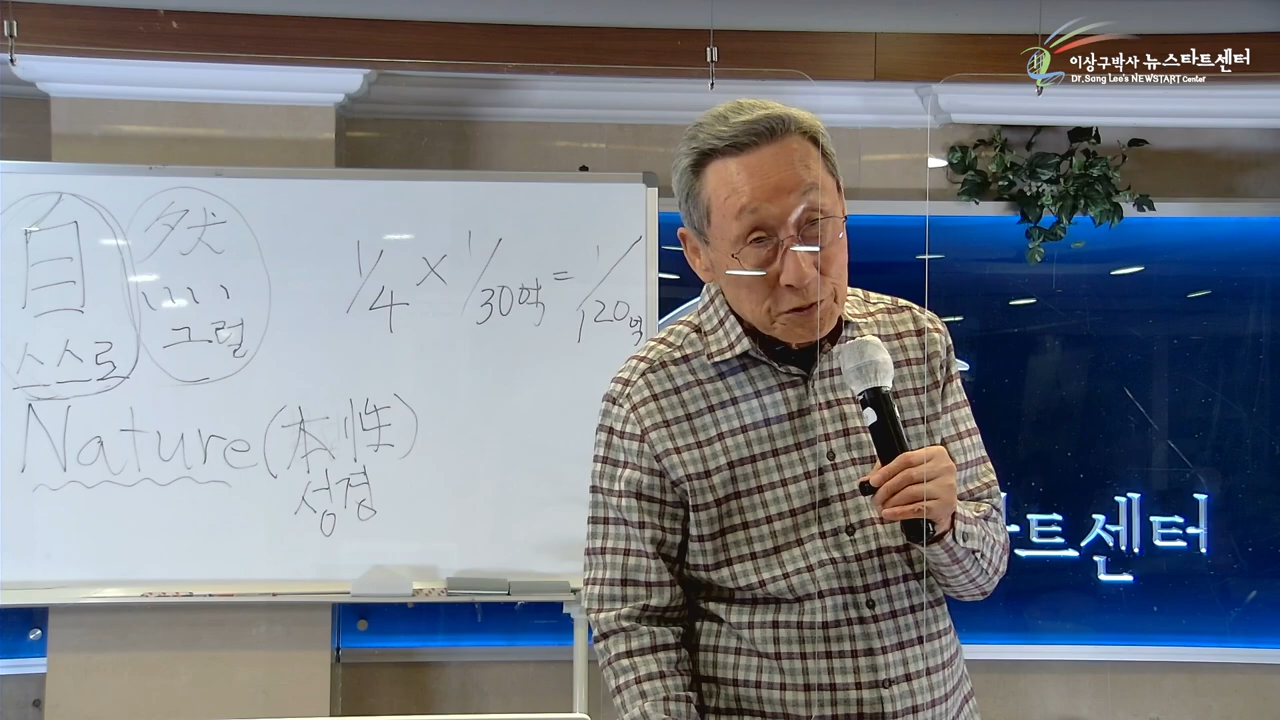 이상구박사 뉴스타트센터
Dr. Sang Lee's NEWSTART Center
自 然
스스로 그럴
1/4 × 1/30억 = 1/120억
Nature (本性)
성경
타트센터